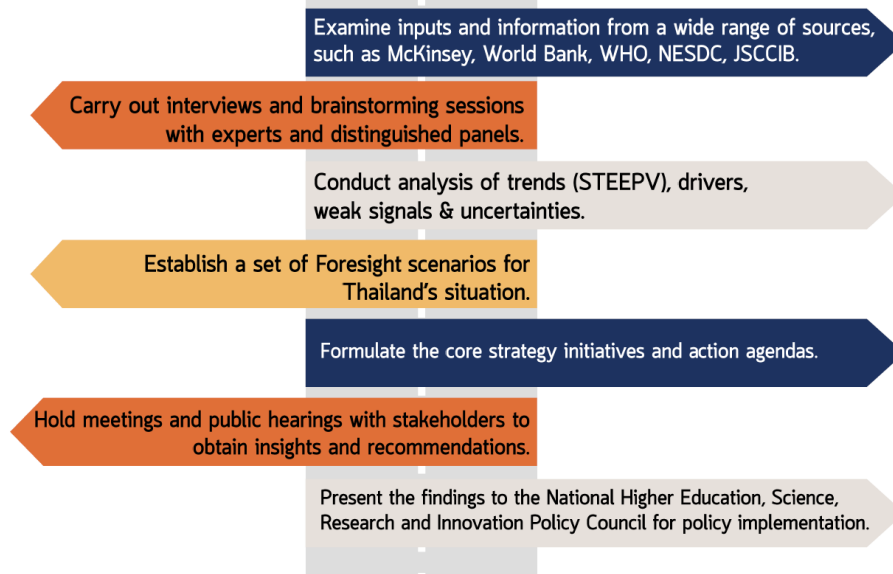 Examine inputs and information from a wide range of sources,
such as McKinsey, World Bank, WHO, NESDC, JSCCIB.
Carry out interviews and brainstorming sessions
with experts and distinguished panels.
Conduct analysis of trends (STEEPV), drivers,
weak signals & uncertainties.
Establish a set of Foresight scenarios for
Thailand's situation.
Formulate the core strategy initiatives and action agendas.
Hold meetings and public hearings with stakeholders to
obtain insights and recommendations.
Present the findings to the National Higher Education, Science,
Research and Innovation Policy Council for policy implementation.